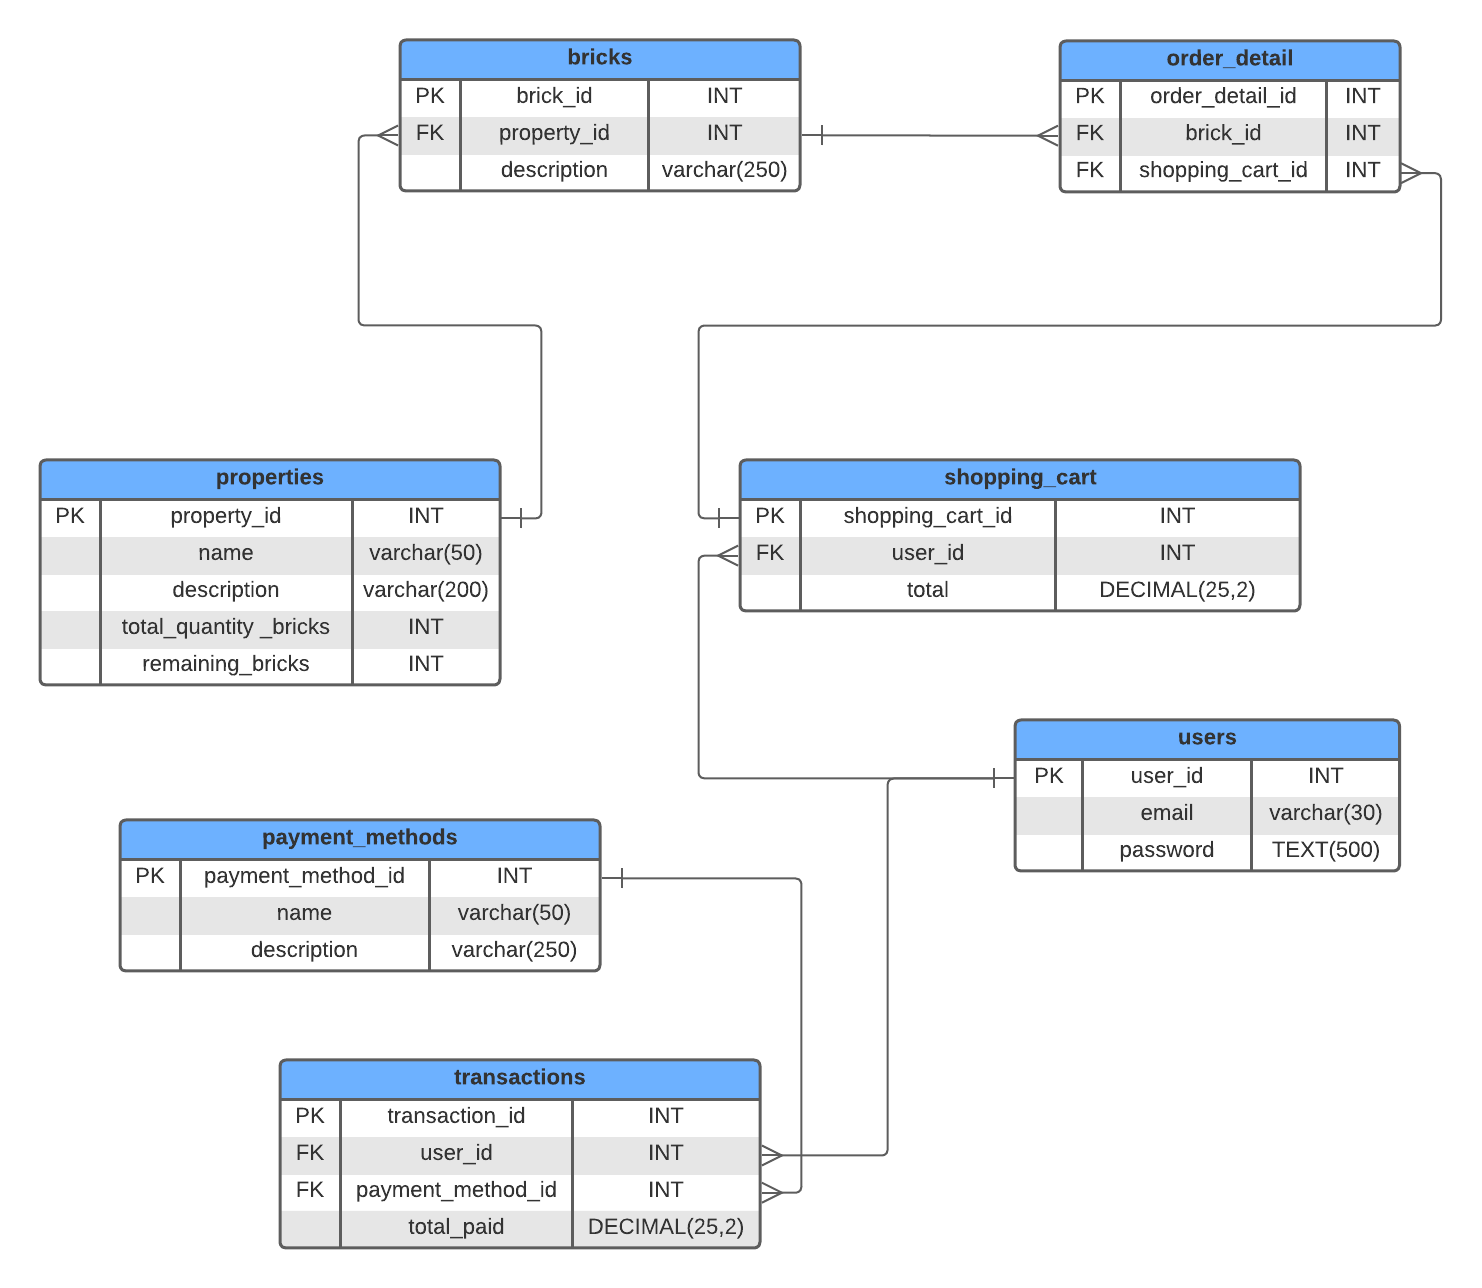 bricks
PK brick_id INT
FK property_id INT
description varchar(250)
order_detail
PK order_detail_id INT
FK brick_id INT
FK shopping_cart_id INT
properties
PK property_id INT
name varchar(50)
description varchar(200)
total_quantity _bricks INT
remaining_bricks INT
shopping_cart
PK shopping_cart_id INT
FK user_id INT
total DECIMAL(25,2)
users
PK user_id INT
email varchar(30)
password TEXT(500)
payment_methods
PK payment_method_id INT
name varchar(50)
description varchar(250)
transactions
PK transaction_id INT
FK user_id INT
FK payment_method_id INT
total_paid DECIMAL(25,2)